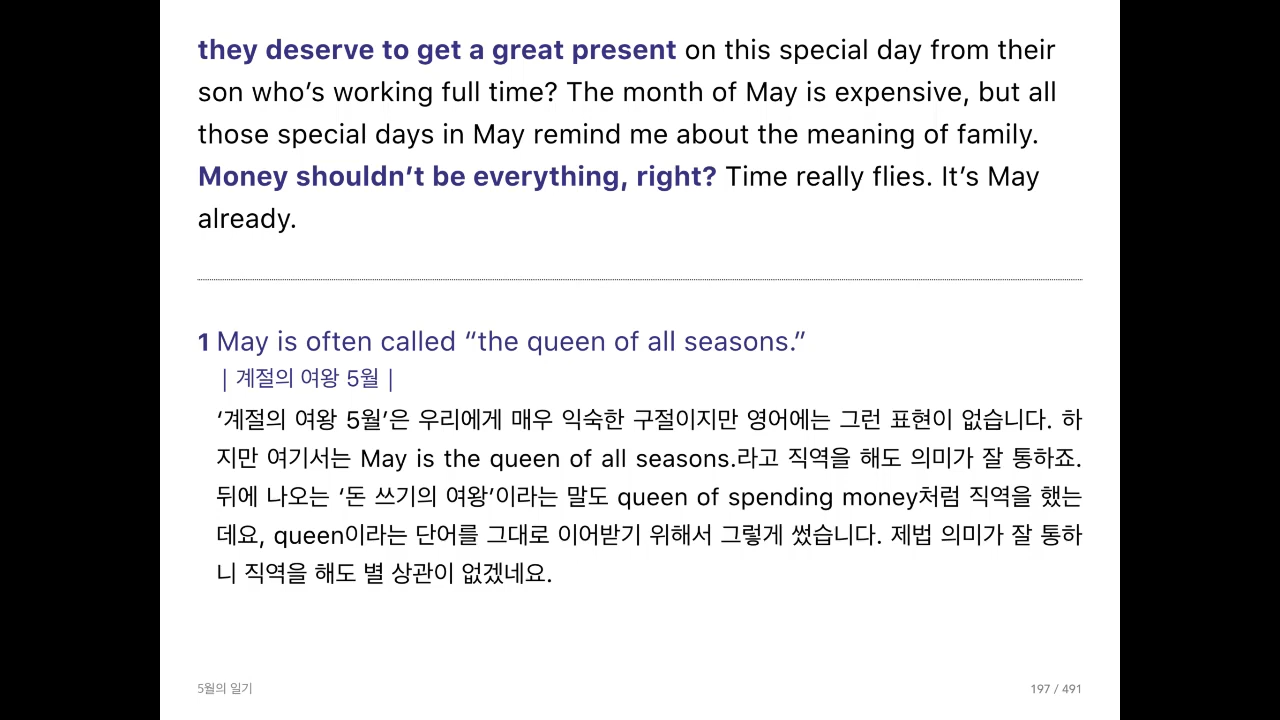 they deserve to get a great present on this special day from their
son who’s working full time? The month of May is expensive, but all
those special days in May remind me about the meaning of family.
Money shouldn’t be everything, right? Time really flies. It’s May
already.
1 May is often called “the queen of all seasons.”
| 계절의 여왕 5월 |
‘계절의 여왕 5월’은 우리에게 매우 익숙한 구절이지만 영어에는 그런 표현이 없습니다. 하
지만 여기서는 May is the queen of all seasons.라고 직역을 해도 의미가 잘 통하죠.
뒤에 나오는 ‘돈 쓰기의 여왕’이라는 말도 queen of spending money처럼 직역을 했는
데요, queen이라는 단어를 그대로 이어받기 위해서 그렇게 썼습니다. 제법 의미가 잘 통하
니 직역을 해도 별 상관이 없겠네요.
5월의 일기
197 / 491